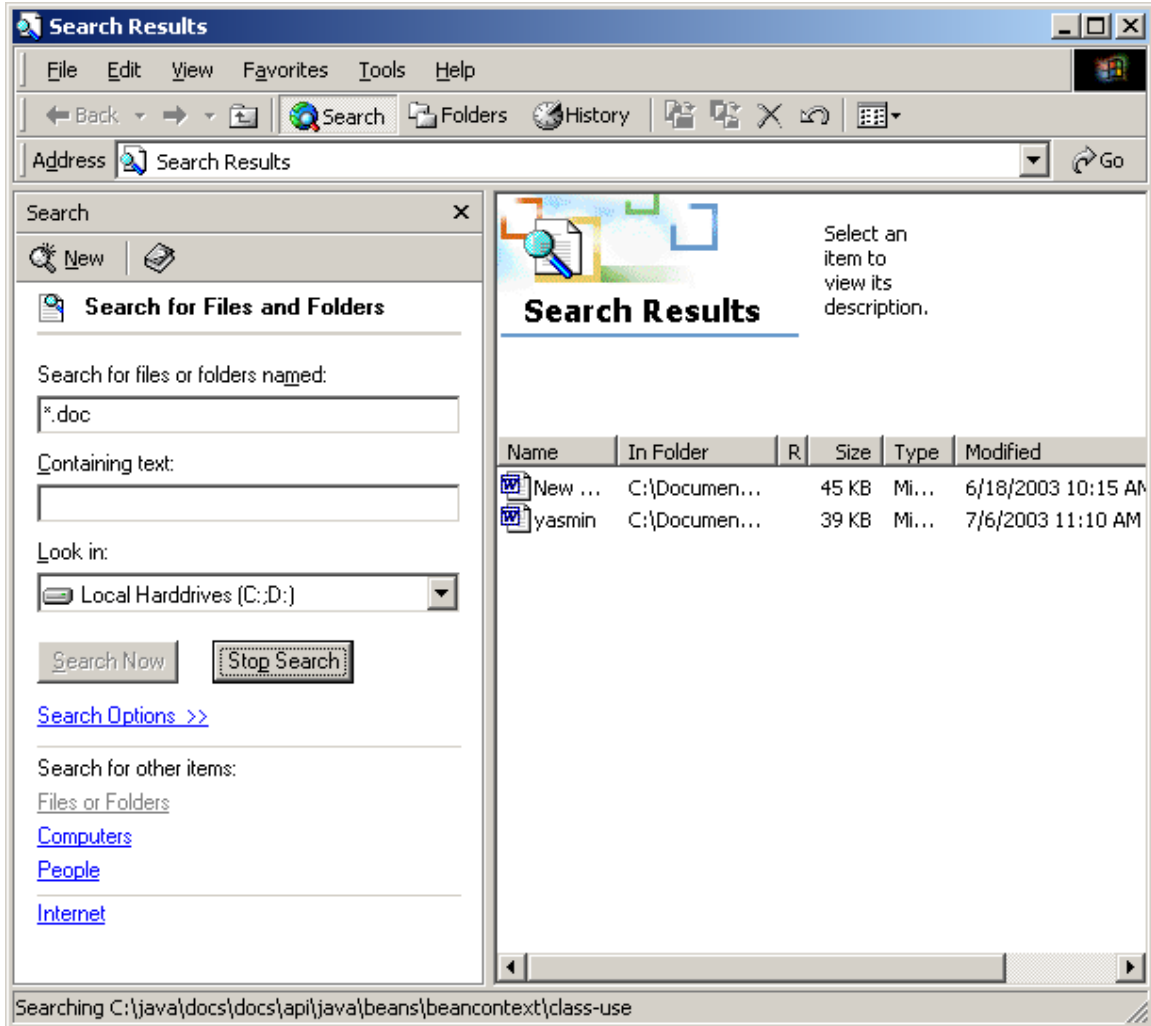 Search Results
File Edit View Favorites Tools Help
Back Search Folders History
Address Search Results Go
Search
New
Search for Files and Folders
Search for files or folders named:
*.doc
Containing text:
Look in:
Local Harddrives (C:;D:)
Search Now Stop Search
Search Options >>
Search for other items:
Files or Folders
Computers
People
Internet
Search Results
Select an
item to
view its
description.
Name In Folder R Size Type Modified
New ... C:\Documen... 45 KB Mi... 6/18/2003 10:15 AM
yasmin C:\Documen... 39 KB Mi... 7/6/2003 11:10 AM
Searching C:\java\docs\docs\api\java\beans\beancontext\class-use